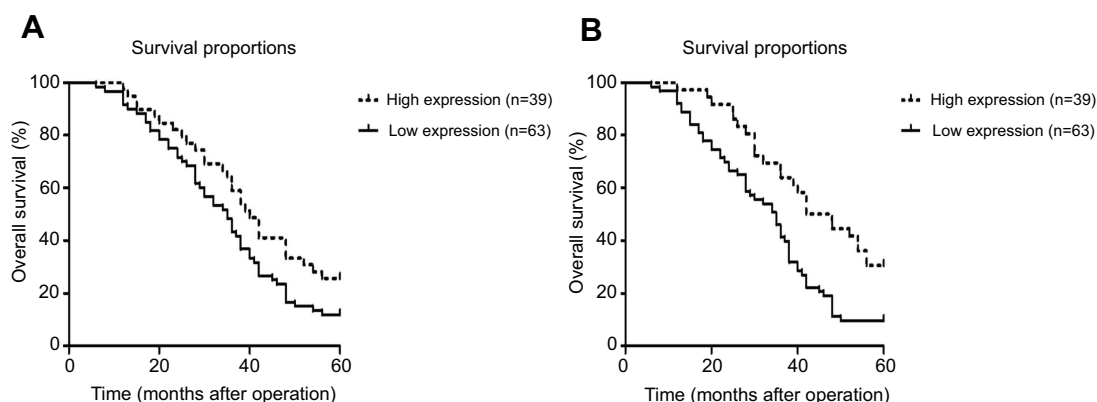 A
Survival proportions
100
80
60
40
20
0
0 20 40 60
Overall survival (%)
Time (months after operation)
High expression (n=39)
Low expression (n=63)
B
Survival proportions
100
80
60
40
20
0
0 20 40 60
Overall survival (%)
Time (months after operation)
High expression (n=39)
Low expression (n=63)